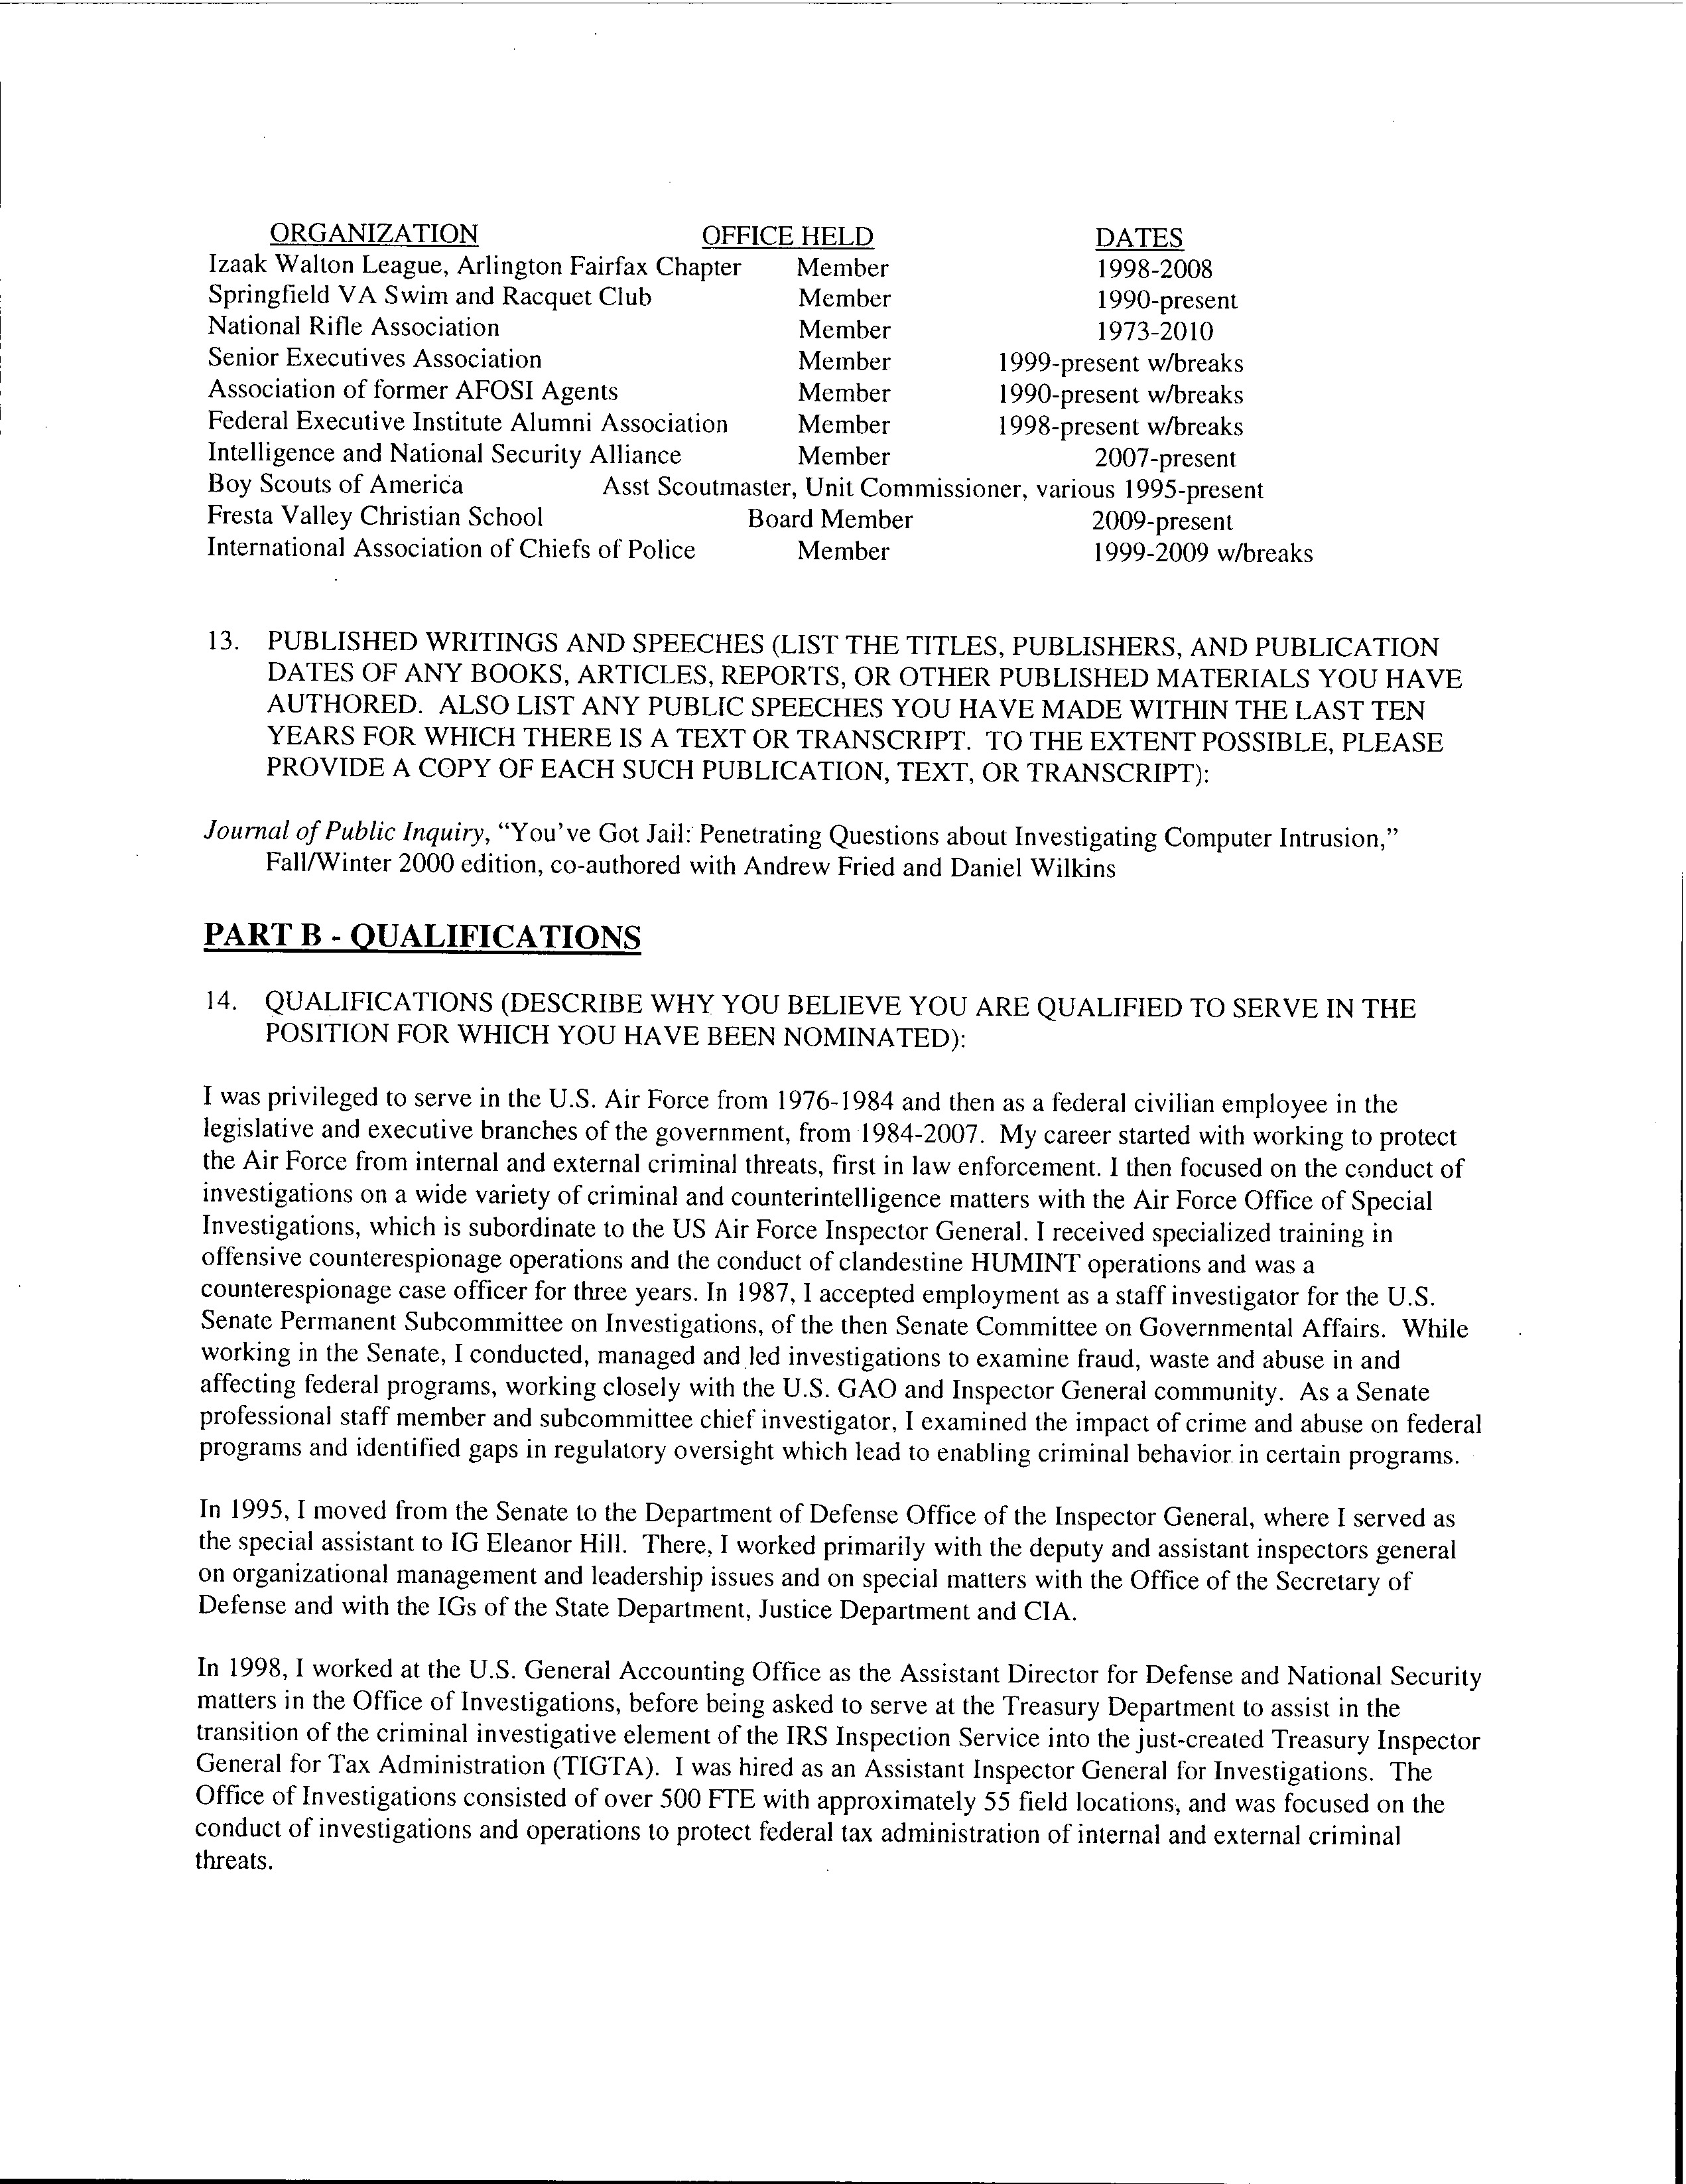 ORGANIZATION OFFICE HELD DATES
Izaak Walton League, Arlington Fairfax Chapter Member 1998-2008
Springfield VA Swim and Racquet Club Member 1990-present
National Rifle Association Member 1973-2010
Senior Executives Association Member 1999-present w/breaks
Association of former AFOSI Agents Member 1990-present w/breaks
Federal Executive Institute Alumni Association Member 1998-present w/breaks
Intelligence and National Security Alliance Member 2007-present
Boy Scouts of America Asst Scoutmaster, Unit Commissioner, various 1995-present
Fresta Valley Christian School Board Member 2009-present
International Association of Chiefs of Police Member 1999-2009 w/breaks
13. PUBLISHED WRITINGS AND SPEECHES (LIST THE TITLES, PUBLISHERS, AND PUBLICATION
DATES OF ANY BOOKS, ARTICLES, REPORTS, OR OTHER PUBLISHED MATERIALS YOU HAVE
AUTHORED. ALSO LIST ANY PUBLIC SPEECHES YOU HAVE MADE WITHIN THE LAST TEN
YEARS FOR WHICH THERE IS A TEXT OR TRANSCRIPT. TO THE EXTENT POSSIBLE, PLEASE
PROVIDE A COPY OF EACH SUCH PUBLICATION, TEXT, OR TRANSCRIPT):
Journal of Public Inquiry, “You’ve Got Jail: Penetrating Questions about Investigating Computer Intrusion,”
Fall/Winter 2000 edition, co-authored with Andrew Fried and Daniel Wilkins
PART B - QUALIFICATIONS
14. QUALIFICATIONS (DESCRIBE WHY YOU BELIEVE YOU ARE QUALIFIED TO SERVE IN THE
POSITION FOR WHICH YOU HAVE BEEN NOMINATED):
I was privileged to serve in the U.S. Air Force from 1976-1984 and then as a federal civilian employee in the
legislative and executive branches of the government, from 1984-2007. My career started with working to protect
the Air Force from internal and external criminal threats, first in law enforcement. I then focused on the conduct of
investigations on a wide variety of criminal and counterintelligence matters with the Air Force Office of Special
Investigations, which is subordinate to the US Air Force Inspector General. I received specialized training in
offensive counterespionage operations and the conduct of clandestine HUMINT operations and was a
counterespionage case officer for three years. In 1987, I accepted employment as a staff investigator for the U.S.
Senate Permanent Subcommittee on Investigations, of the then Senate Committee on Governmental Affairs. While
working in the Senate, I conducted, managed and led investigations to examine fraud, waste and abuse in and
affecting federal programs, working closely with the U.S. GAO and Inspector General community. As a Senate
professional staff member and subcommittee chief investigator, I examined the impact of crime and abuse on federal
programs and identified gaps in regulatory oversight which lead to enabling criminal behavior in certain programs.
In 1995, I moved from the Senate to the Department of Defense Office of the Inspector General, where I served as
the special assistant to IG Eleanor Hill. There, I worked primarily with the deputy and assistant inspectors general
on organizational management and leadership issues and on special matters with the Office of the Secretary of
Defense and with the IGs of the State Department, Justice Department and CIA.
In 1998, I worked at the U.S. General Accounting Office as the Assistant Director for Defense and National Security
matters in the Office of Investigations, before being asked to serve at the Treasury Department to assist in the
transition of the criminal investigative element of the IRS Inspection Service into the just-created Treasury Inspector
General for Tax Administration (TIGTA). I was hired as an Assistant Inspector General for Investigations. The
Office of Investigations consisted of over 500 FTE with approximately 55 field locations, and was focused on the
conduct of investigations and operations to protect federal tax administration of internal and external criminal
threats.